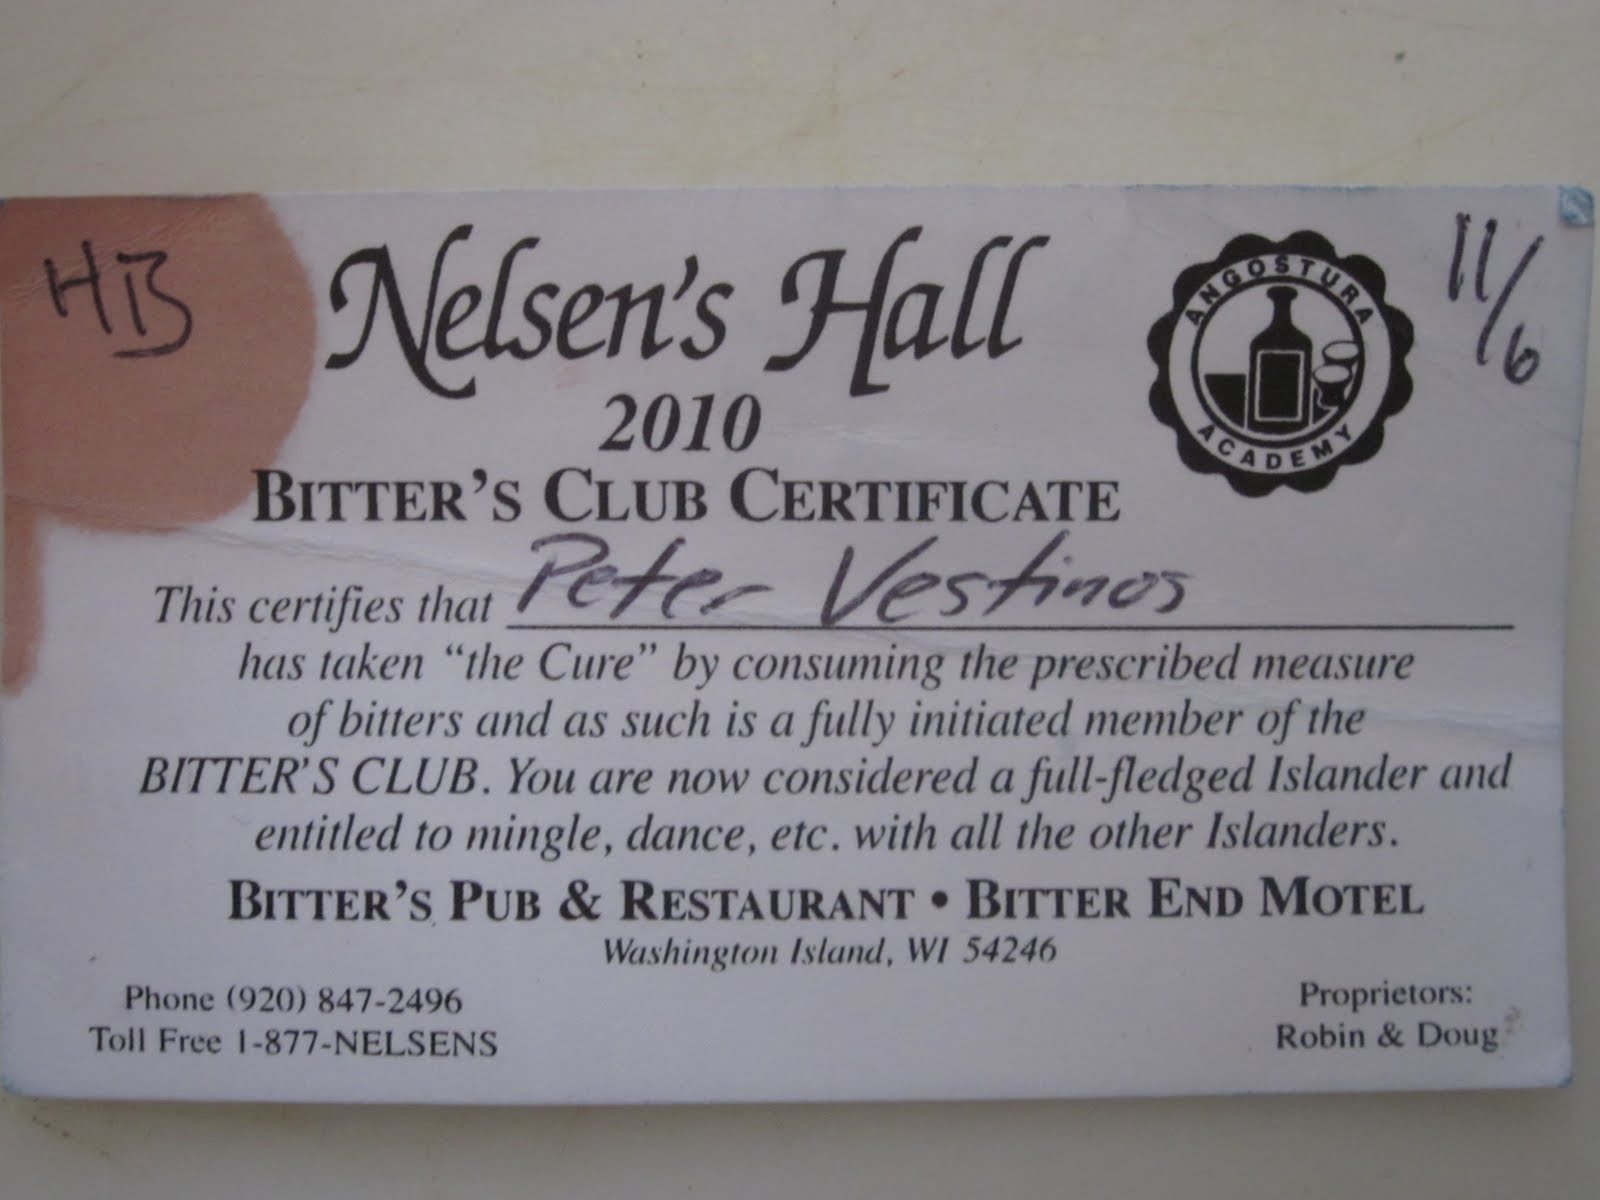 HB
Nelsen's Hall
11/6
2010
ANGOSTURA
ACADEMY
BITTER'S CLUB CERTIFICATE
This certifies that Peter Vestinos
has taken “the Cure” by consuming the prescribed measure
of bitters and as such is a fully initiated member of the
BITTER'S CLUB. You are now considered a full-fledged Islander and
entitled to mingle, dance, etc. with all the other Islanders.
BITTER'S PUB & RESTAURANT • BITTER END MOTEL
Washington Island, WI 54246
Phone (920) 847-2496
Toll Free 1-877-NELSENS
Proprietors:
Robin & Doug